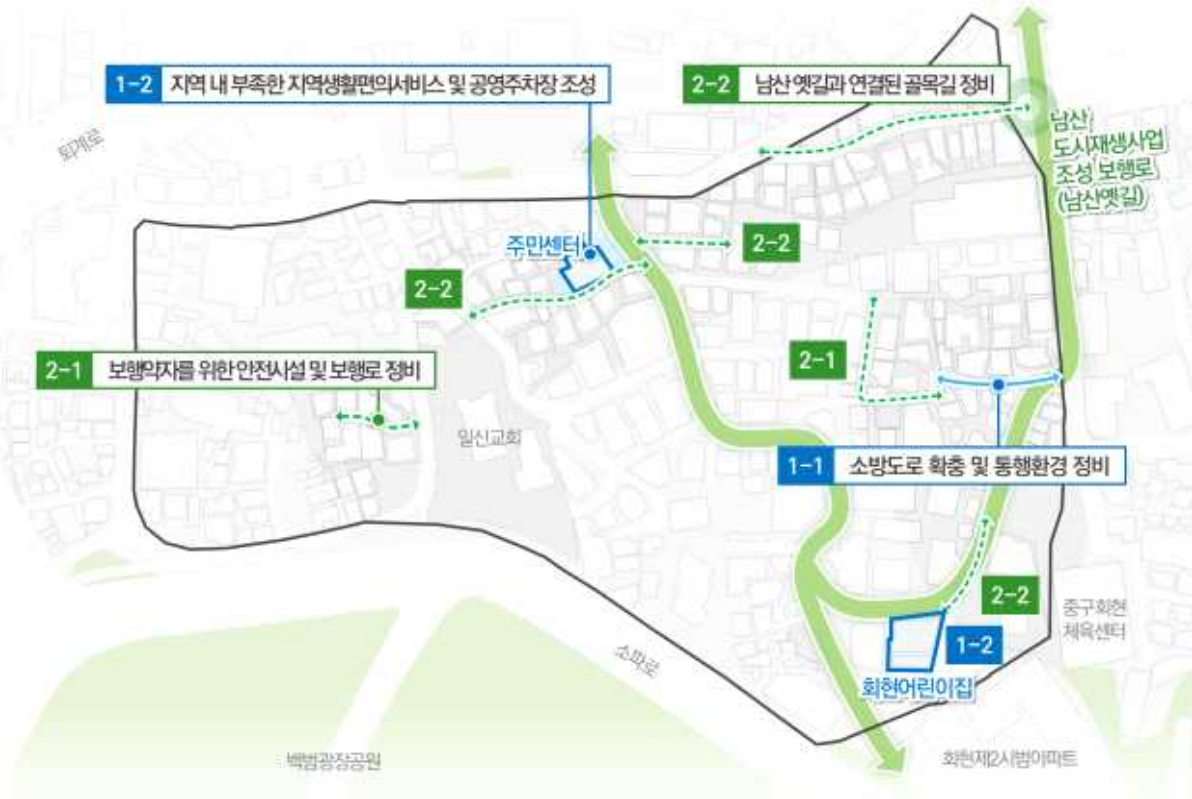 1-2 지역 내 부족한 지역생활편의서비스 및 공영주차장 조성
2-2 남산 옛길과 연결된 골목길 정비
남산
도시재생사업
조성 보행로
(남산옛길)
퇴계로
주민센터
2-2
2-2
2-1 보행약자를 위한 안전시설 및 보행로 정비
2-1
일신교회
1-1 소방도로 확충 및 통행환경 정비
2-2
중구회현
체육센터
1-2
회현어린이집
소파로
백범광장공원
회현제2시범아파트